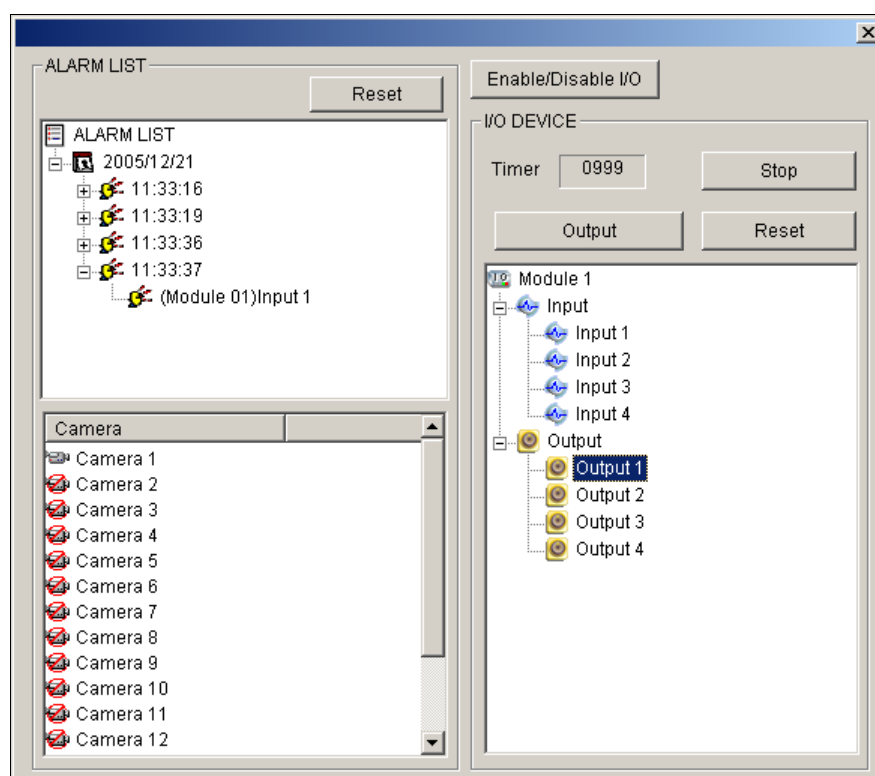 ALARM LIST
Reset
ALARM LIST
2005/12/21
11:33:16
11:33:19
11:33:36
11:33:37
(Module 01)Input 1
Camera
Camera 1
Camera 2
Camera 3
Camera 4
Camera 5
Camera 6
Camera 7
Camera 8
Camera 9
Camera 10
Camera 11
Camera 12
Enable/Disable I/O
I/O DEVICE
Timer 0999 Stop
Output Reset
Module 1
Input
Input 1
Input 2
Input 3
Input 4
Output
Output 1
Output 2
Output 3
Output 4